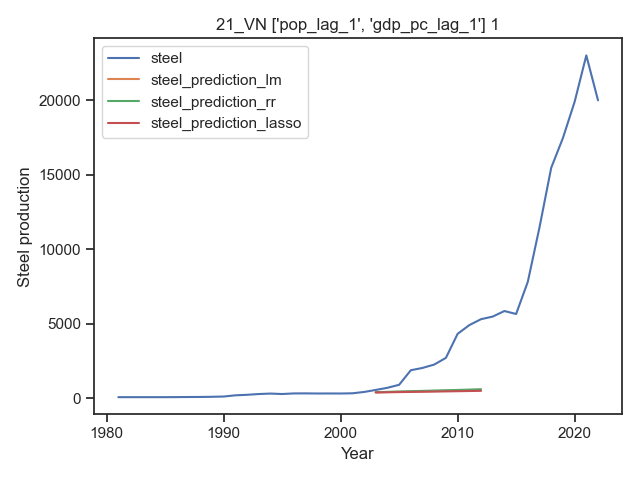 21_VN ['pop_lag_1', 'gdp_pc_lag_1'] 1
steel
steel_prediction_lm
steel_prediction_rr
steel_prediction_lasso
Steel production
20000
15000
10000
5000
0
1980
1990
2000
2010
2020
Year